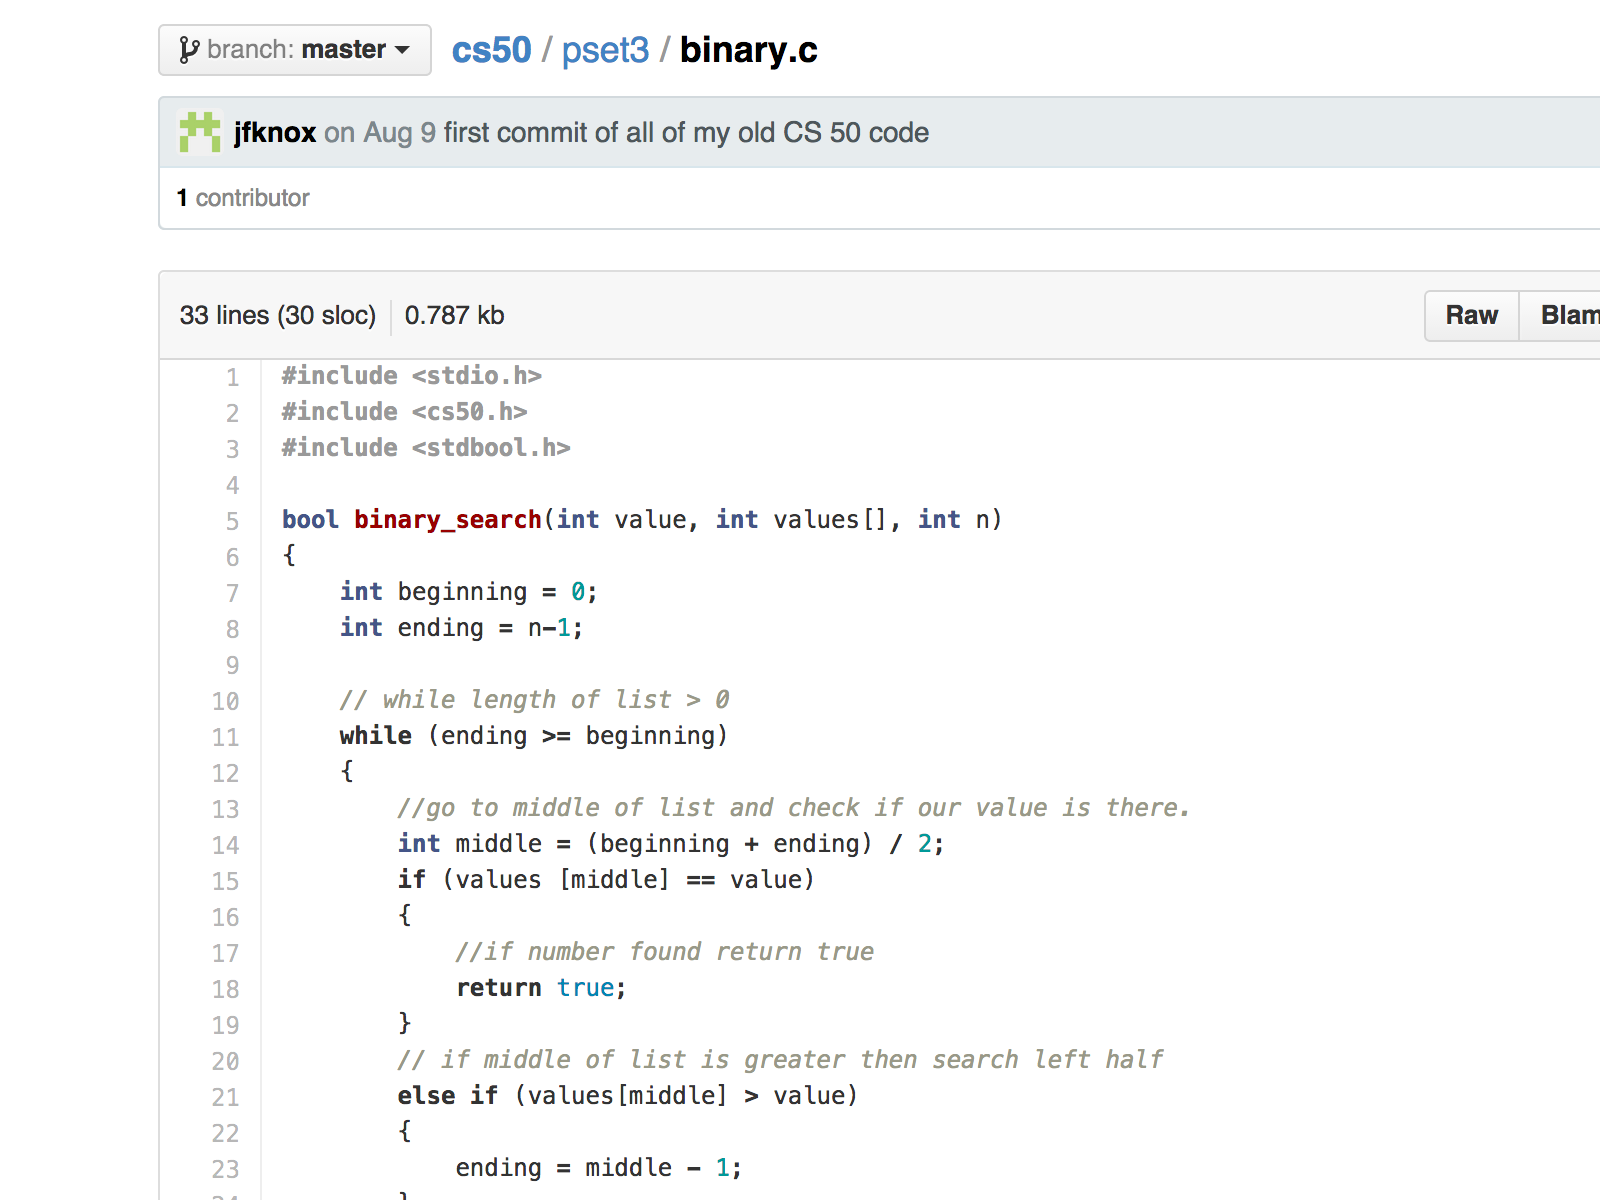 branch: master cs50 / pset3 / binary.c
jfknox on Aug 9 first commit of all of my old CS 50 code
1 contributor
33 lines (30 sloc) 0.787 kb Raw Blam
1 #include <stdio.h>
2 #include <cs50.h>
3 #include <stdbool.h>
4
5 bool binary_search(int value, int values[], int n)
6 {
7     int beginning = 0;
8     int ending = n-1;
9
10     // while length of list > 0
11     while (ending >= beginning)
12     {
13         //go to middle of list and check if our value is there.
14         int middle = (beginning + ending) / 2;
15         if (values [middle] == value)
16         {
17             //if number found return true
18             return true;
19         }
20         // if middle of list is greater then search left half
21         else if (values[middle] > value)
22         {
23             ending = middle - 1;